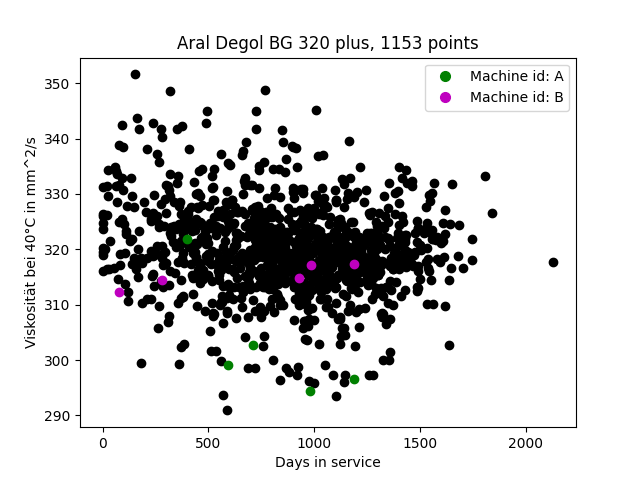 Aral Degol BG 320 plus, 1153 points
Machine id: A
Machine id: B
Viskosität bei 40°C in mm^2/s
350
340
330
320
310
300
290
0
500
1000
1500
2000
Days in service